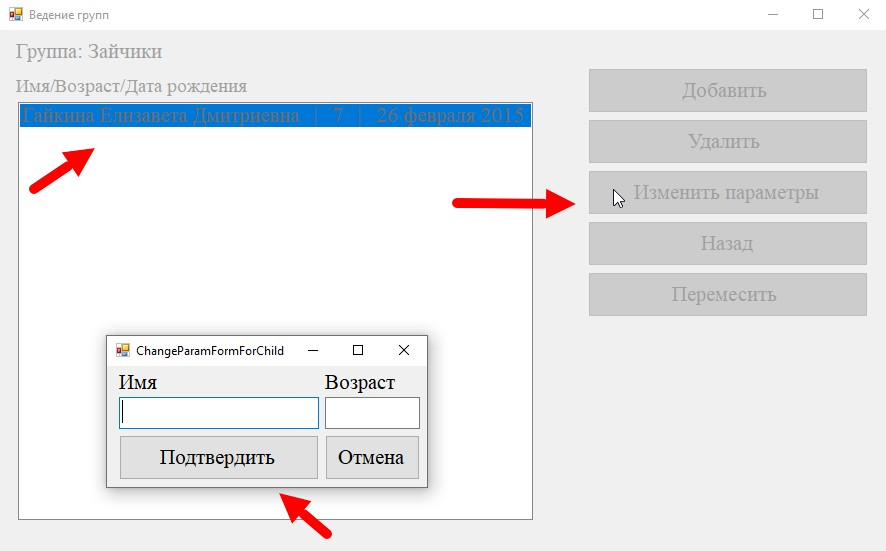 Ведение групп
Группа: Зайчики
Имя/Возраст/Дата рождения
Гайкина Елизавета Дмитриевна | 7 | 26 февраля 2015
Добавить
Удалить
Изменить параметры
Назад
Перемесить
ChangeParamFormForChild
Имя Возраст
Подтвердить Отмена